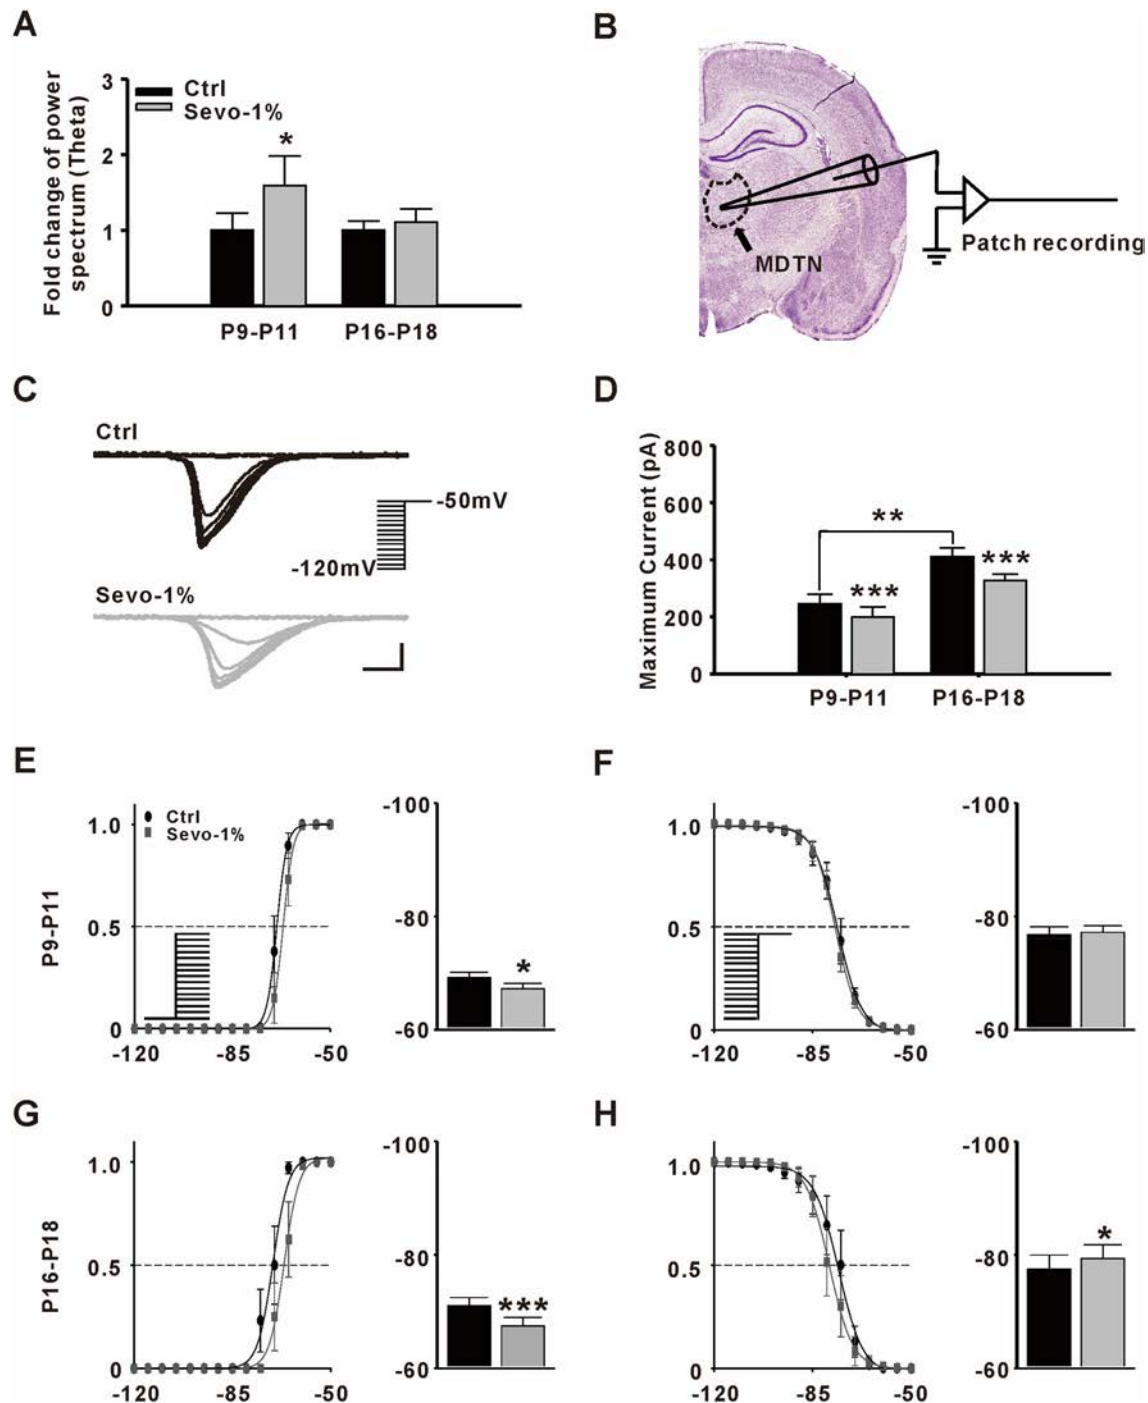 A
3
Ctrl
Sevo-1%
*
2
1
0
Fold change of power
spectrum (Theta)
P9-P11 P16-P18
B
MDTN
Patch recording
C
Ctrl
-50mV
-120mV
Sevo-1%
D
800
600
400
200
0
Maximum Current (pA)
**
***
***
P9-P11 P16-P18
E
P9-P11
Ctrl
Sevo-1%
1.0
0.5
0
-120 -85 -50
-100
-80
-60
*
F
1.0
0.5
0
-120 -85 -50
-100
-80
-60
G
P16-P18
1.0
0.5
0
-120 -85 -50
-100
-80
-60
***
H
1.0
0.5
0
-120 -85 -50
-100
-80
-60
*